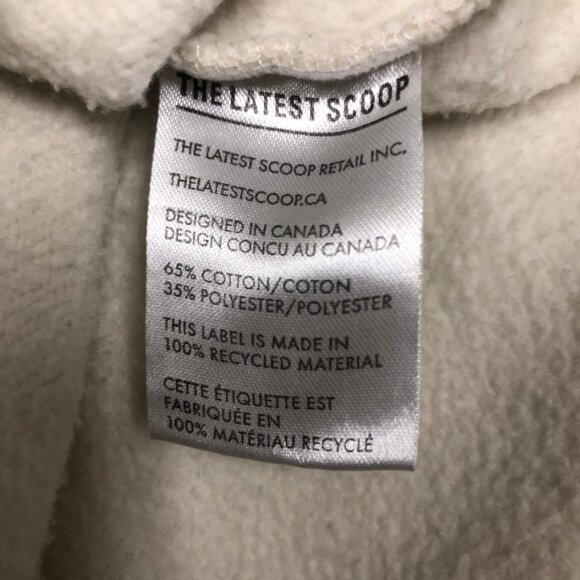 THE LATEST SCOOP
THE LATEST SCOOP RETAIL INC.
THELATESTSCOOP.CA
DESIGNED IN CANADA
DESIGN CONCU AU CANADA
65% COTTON/COTON
35% POLYESTER/POLYESTER
THIS LABEL IS MADE IN
100% RECYCLED MATERIAL
CETTE ÉTIQUETTE EST
FABRIQUÉE EN
100% MATÉRIAU RECYCLÉ